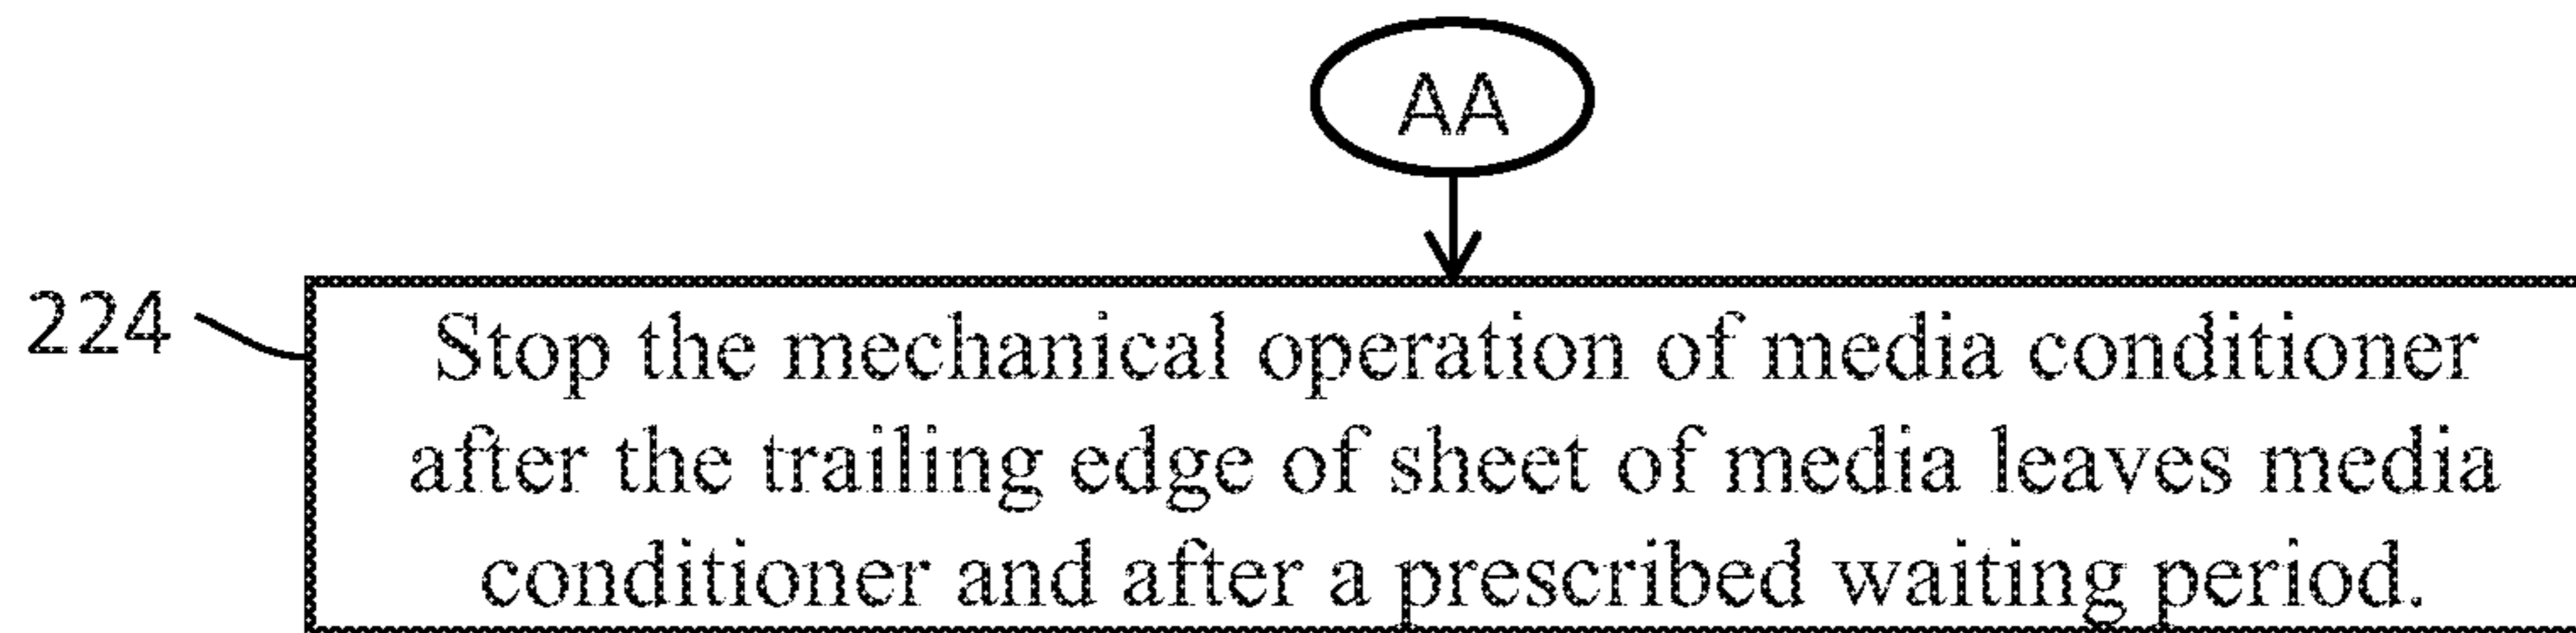 AA
224
Stop the mechanical operation of media conditioner
after the trailing edge of sheet of media leaves media
conditioner and after a prescribed waiting period.